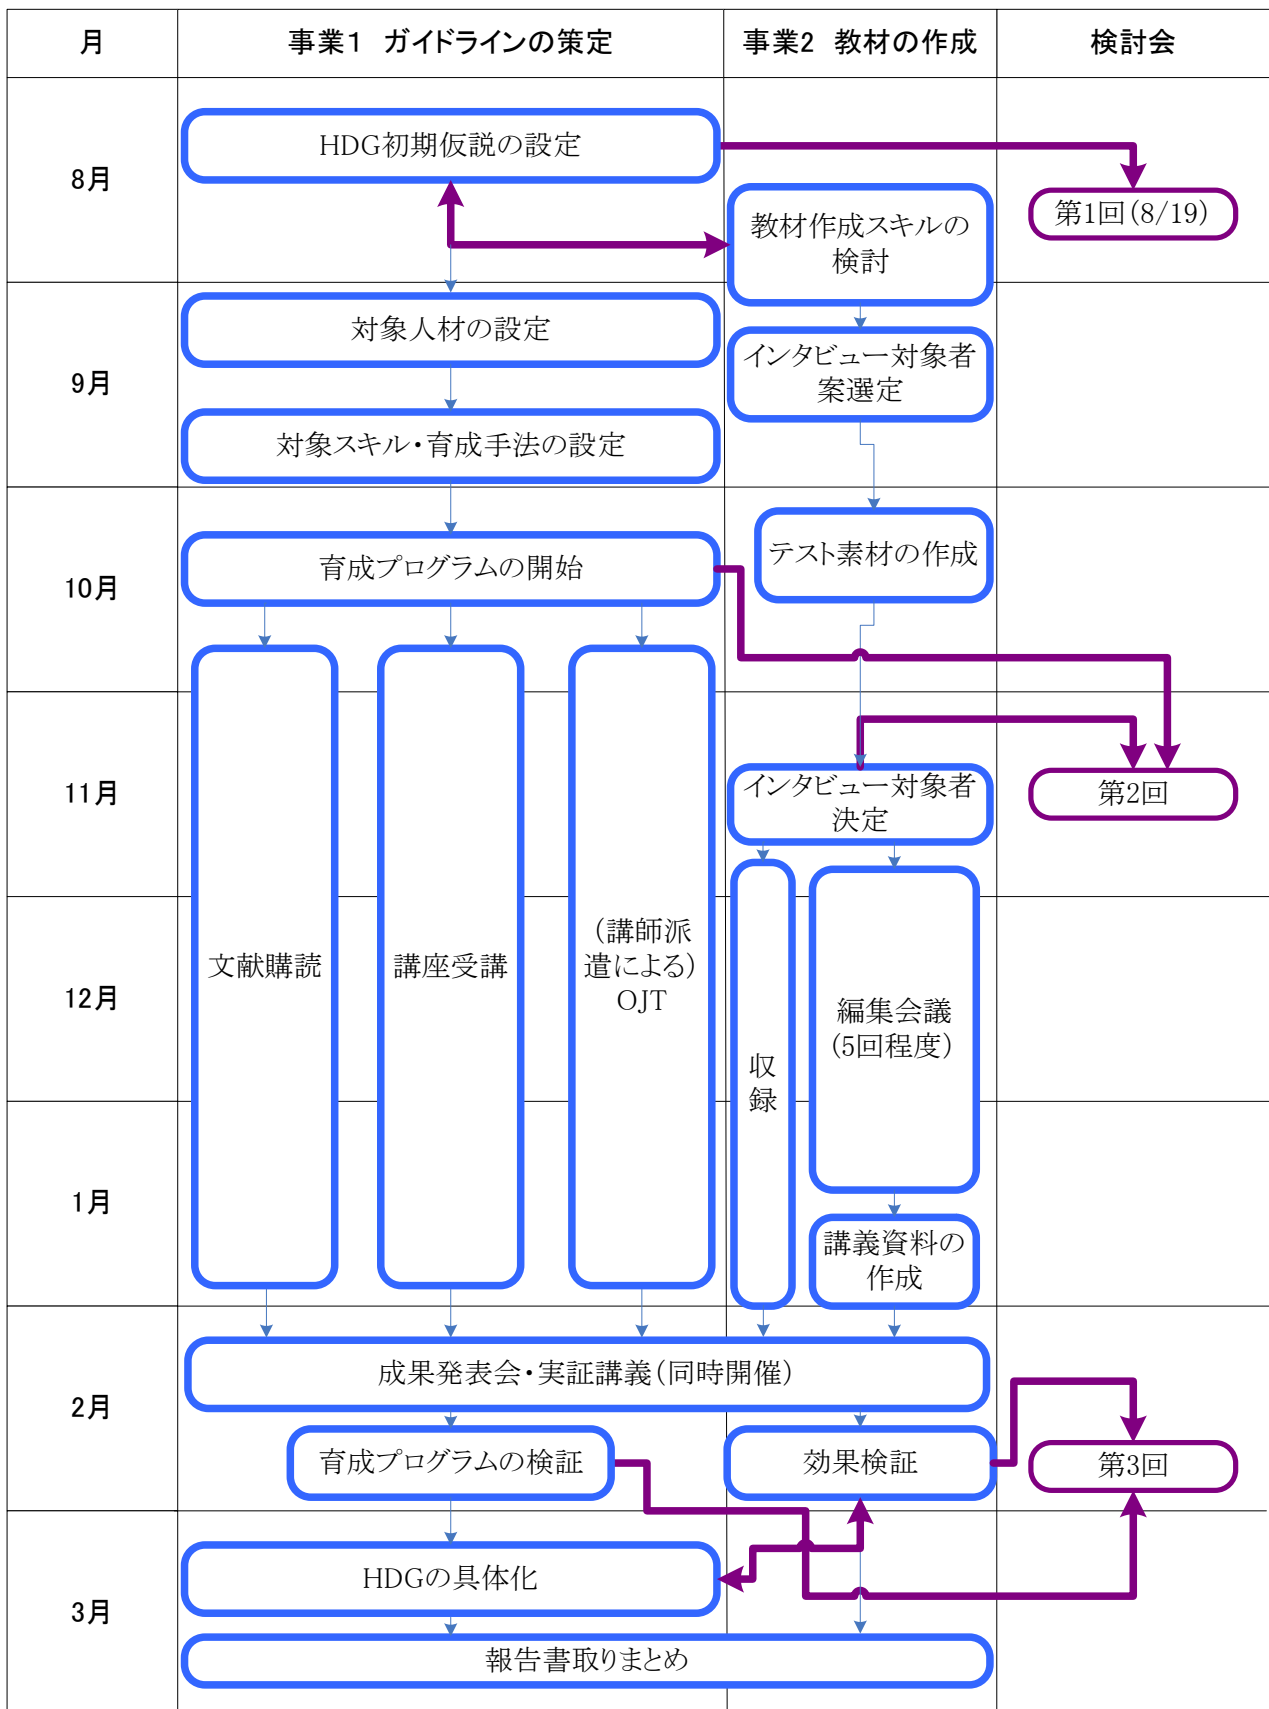 月
事業1 ガイドラインの策定
事業2 教材の作成
検討会
8月
HDG初期仮説の設定
教材作成スキルの
検討
第1回(8/19)
9月
対象人材の設定
インタビュー対象者
案選定
対象スキル・育成手法の設定
10月
育成プログラムの開始
テスト素材の作成
11月
インタビュー対象者
決定
第2回
12月
文献購読
講座受講
(講師派
遣による)
OJT
編集会議
(5回程度)
収
録
1月
講義資料の
作成
2月
成果発表会・実証講義(同時開催)
育成プログラムの検証
効果検証
第3回
3月
HDGの具体化
報告書取りまとめ